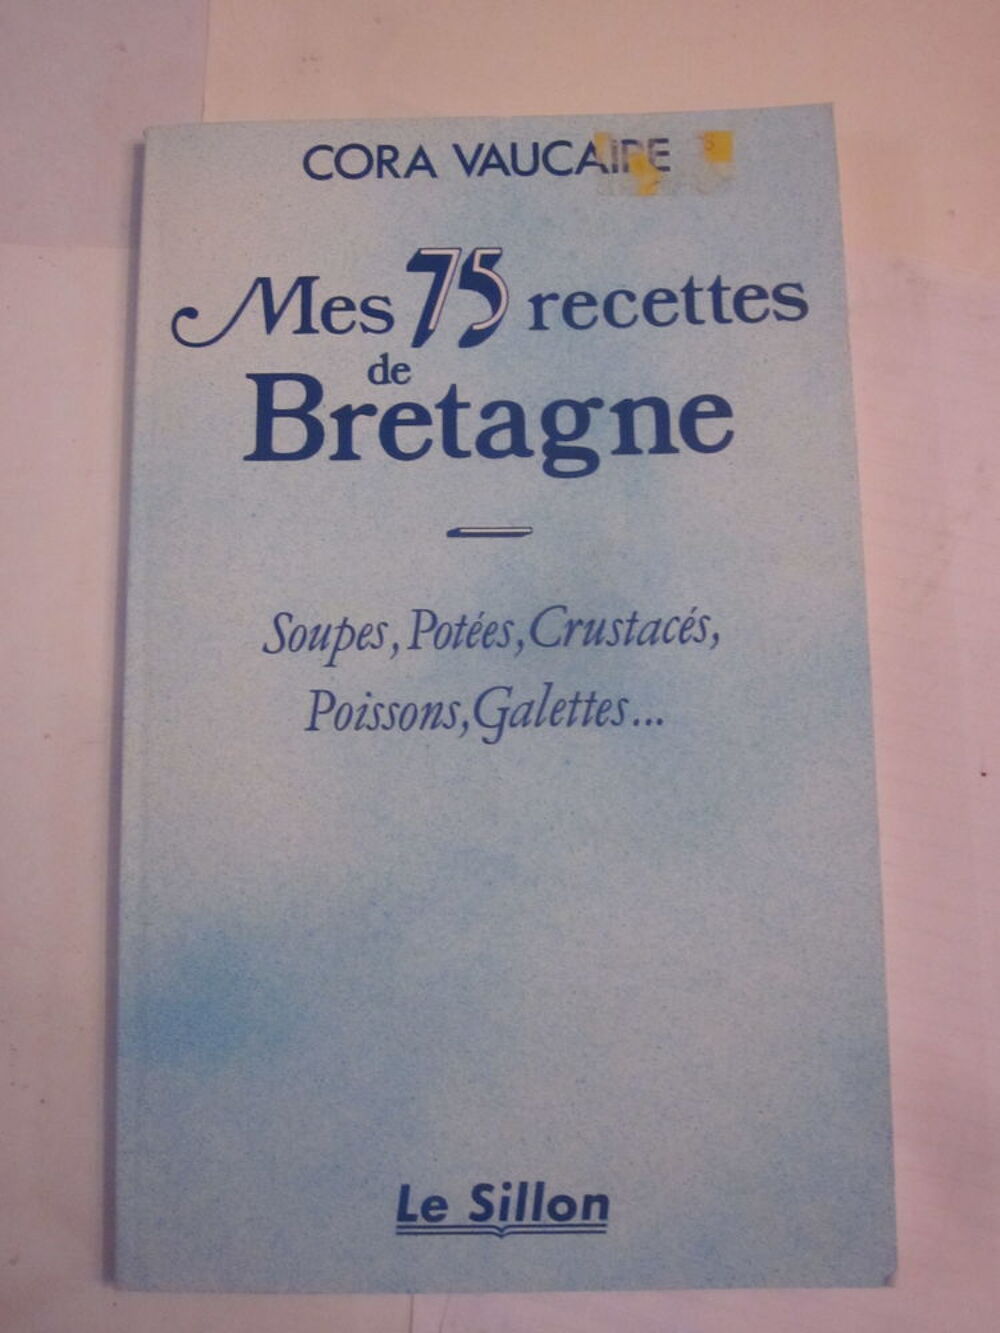 CORA VAUCAIRE
Mes 75 recettes
de
Bretagne
Soupes, Potées, Crustacés,
Poissons, Galettes...
Le Sillon